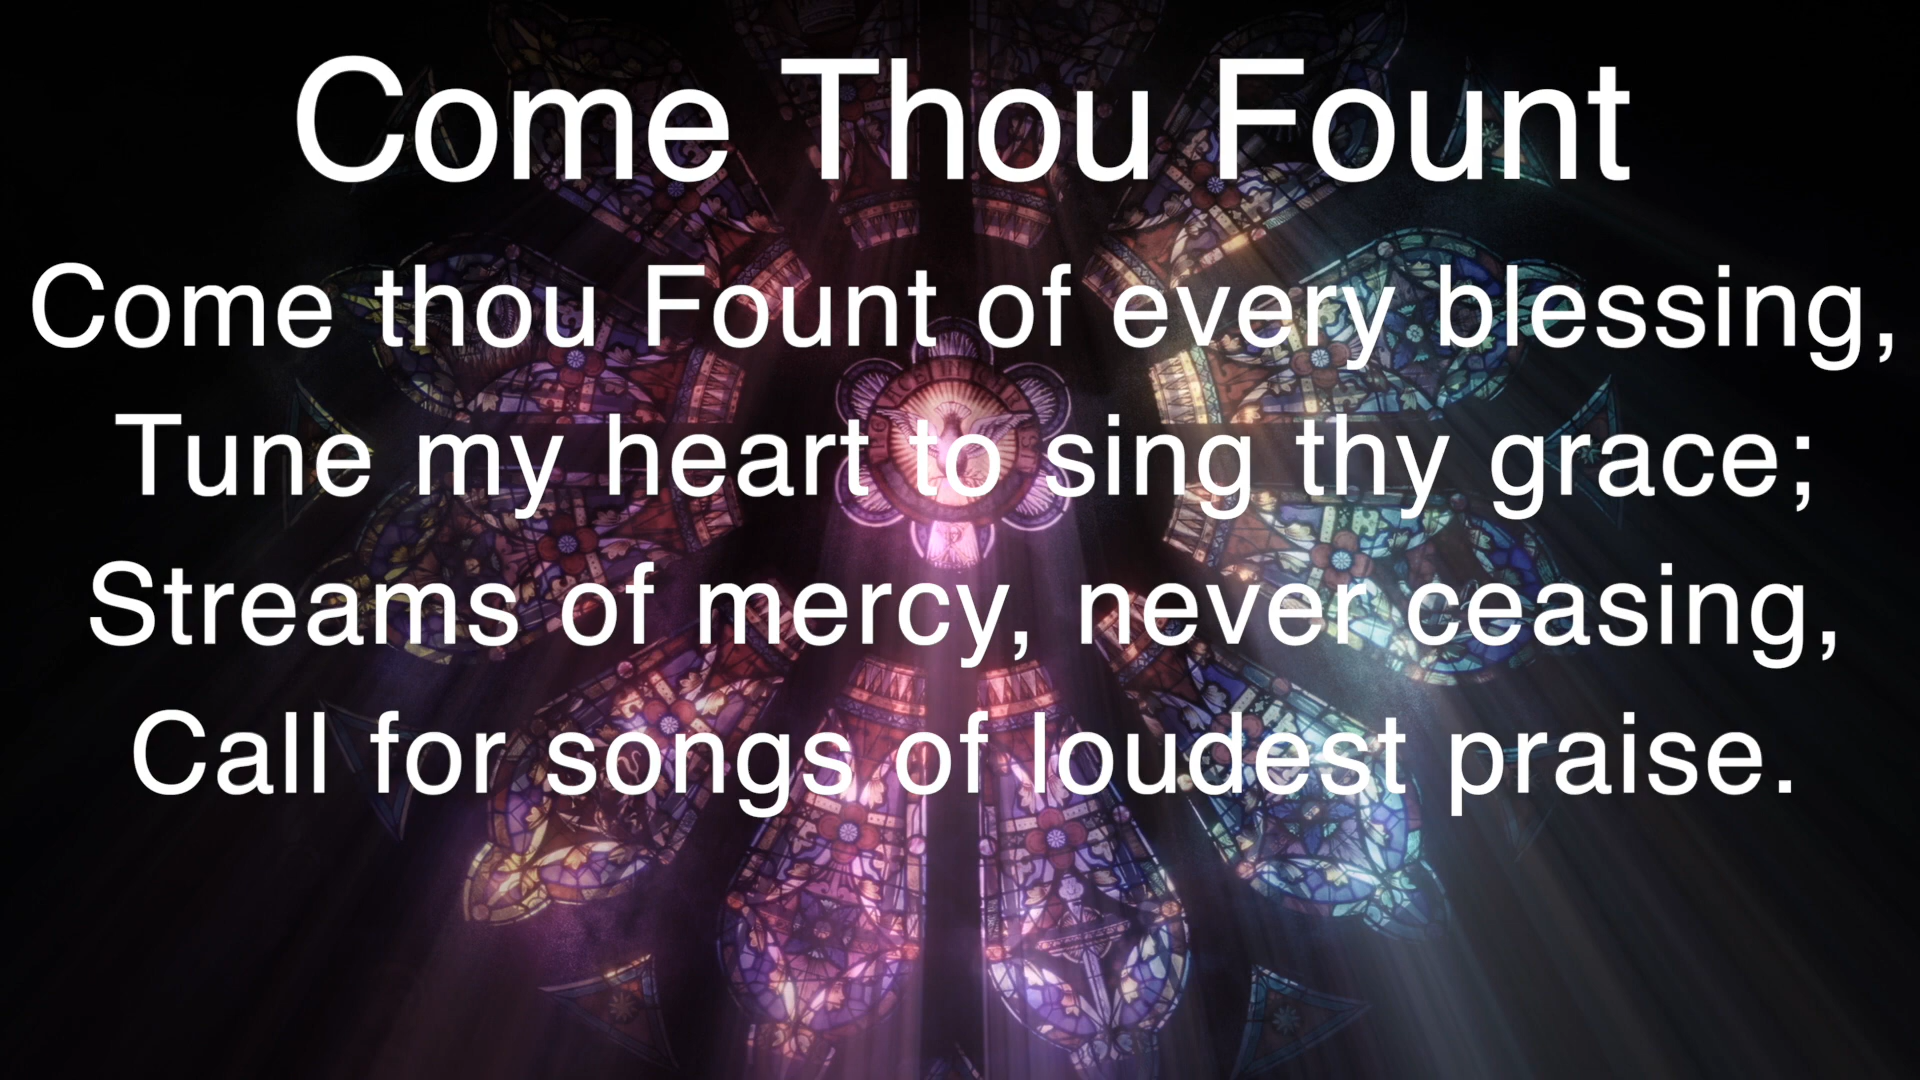 Come Thou Fount
Come thou Fount of every blessing,
Tune my heart to sing thy grace;
Streams of mercy, never ceasing,
Call for songs of loudest praise.